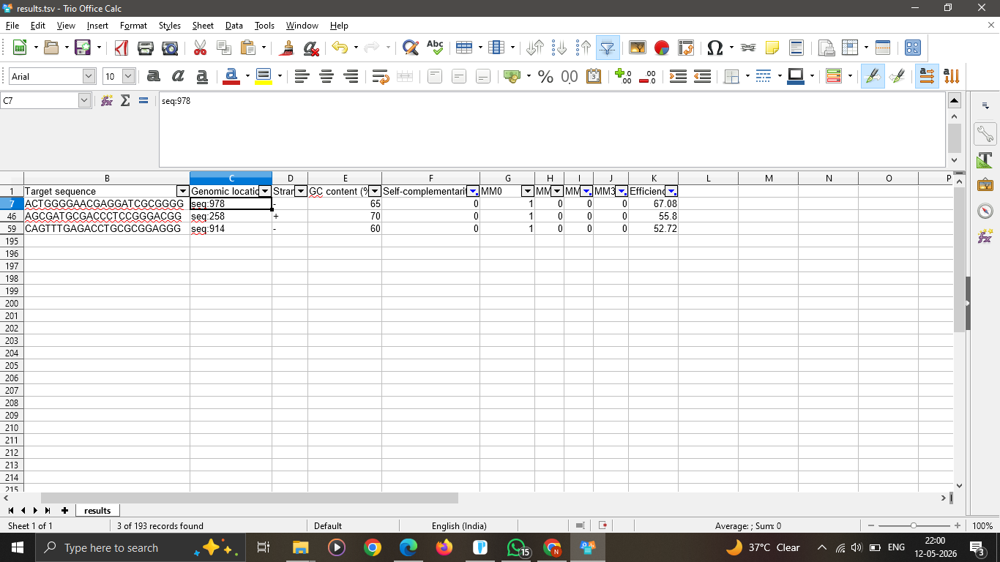 results.tsv - Trio Office Calc
File Edit View Insert Format Styles Sheet Data Tools Window Help
Abc
Arial 10
C7 seq:978
B C D E F G H I J K L M N O P
1 Target sequence Genomic locatic Strar GC content (% Self-complementarit MM0 MM MM MM3 Efficienc
7 ACTGGGGAACGAGGATCGCGGGG seq:978 - 65 0 1 0 0 0 67.08
46 AGCGATGCGACCCTCCGGGACGG seq:258 + 70 0 1 0 0 0 55.8
59 CAGTTTGAGACCTGCGCGGAGGG seq:914 - 60 0 1 0 0 0 52.72
195
196
197
198
199
200
201
202
203
204
205
206
207
208
209
210
211
212
213
214
215
results
Sheet 1 of 1 3 of 193 records found Default English (India) Average: ; Sum: 0 100%
Type here to search 15 N 37°C Clear ENG 22:00
12-05-2026 3